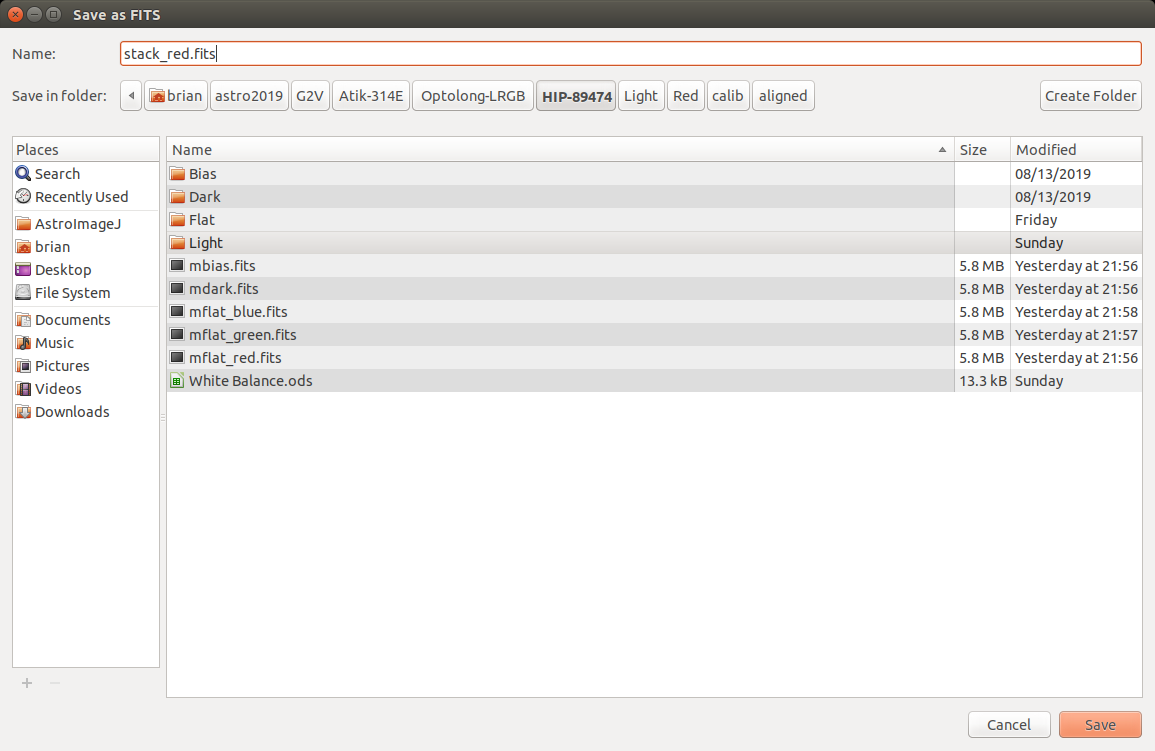 Save as FITS
Name: stack_red.fits
Save in folder: brian astro2019 G2V Atik-314E Optolong-LRGB HIP-89474 Light Red calib aligned Create Folder
Places
Search
Recently Used
AstroImageJ
brian
Desktop
File System
Documents
Music
Pictures
Videos
Downloads
Name Size Modified
Bias 08/13/2019
Dark 08/13/2019
Flat Friday
Light Sunday
mbias.fits 5.8 MB Yesterday at 21:56
mdark.fits 5.8 MB Yesterday at 21:56
mflat_blue.fits 5.8 MB Yesterday at 21:58
mflat_green.fits 5.8 MB Yesterday at 21:57
mflat_red.fits 5.8 MB Yesterday at 21:56
White Balance.ods 13.3 kB Sunday
Cancel Save